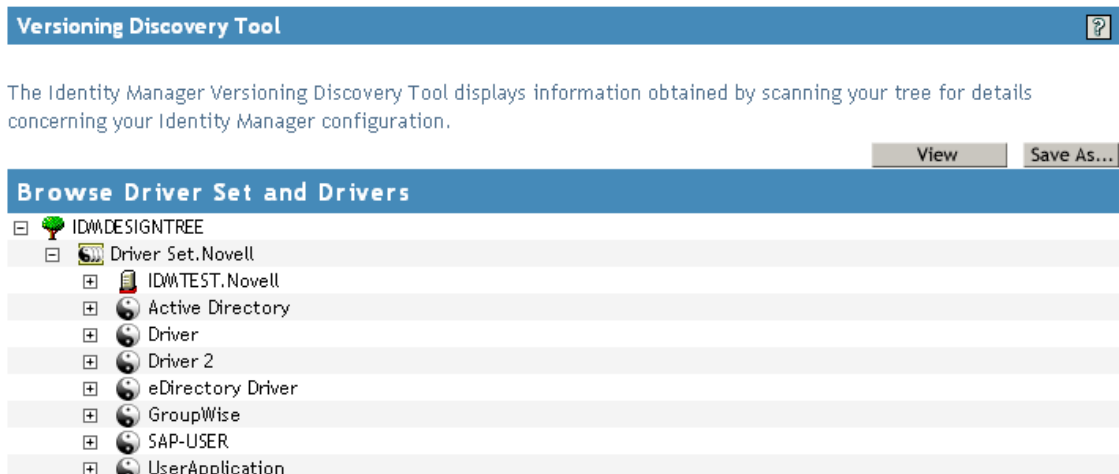 Versioning Discovery Tool
?
The Identity Manager Versioning Discovery Tool displays information obtained by scanning your tree for details
concerning your Identity Manager configuration.
View Save As...
Browse Driver Set and Drivers
IDMDESIGNTREE
Driver Set.Novell
IDMTEST.Novell
Active Directory
Driver
Driver 2
eDirectory Driver
GroupWise
SAP-USER
UserApplication